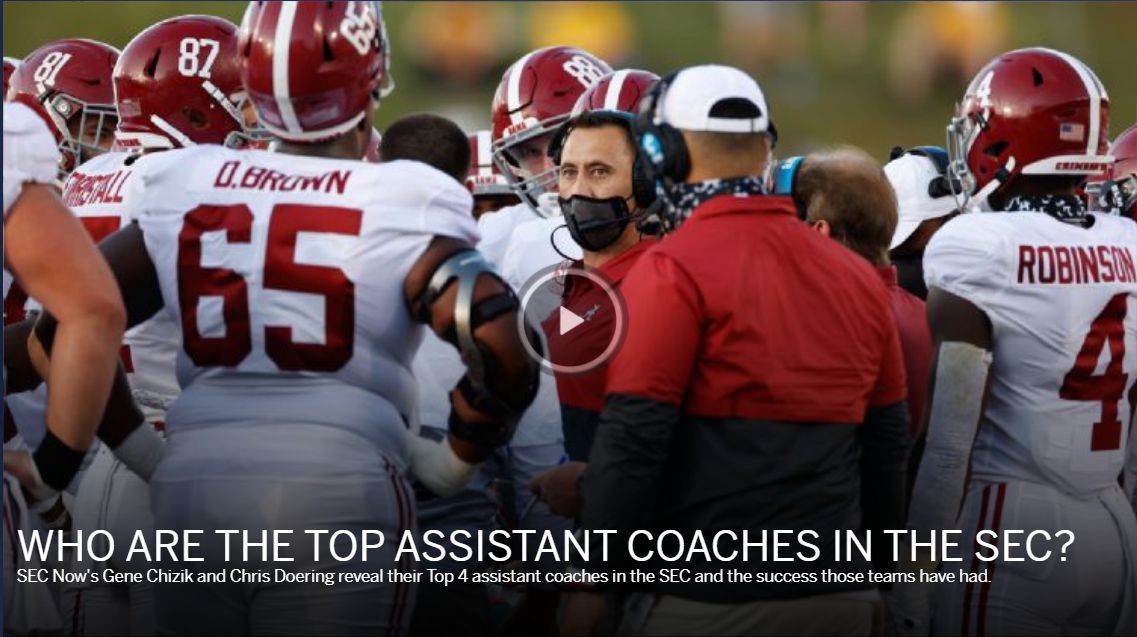 81
87
65
88
4
D.BROWN
65
ROBINSON
4
WHO ARE THE TOP ASSISTANT COACHES IN THE SEC?
SEC Now's Gene Chizik and Chris Doering reveal their Top 4 assistant coaches in the SEC and the success those teams have had.